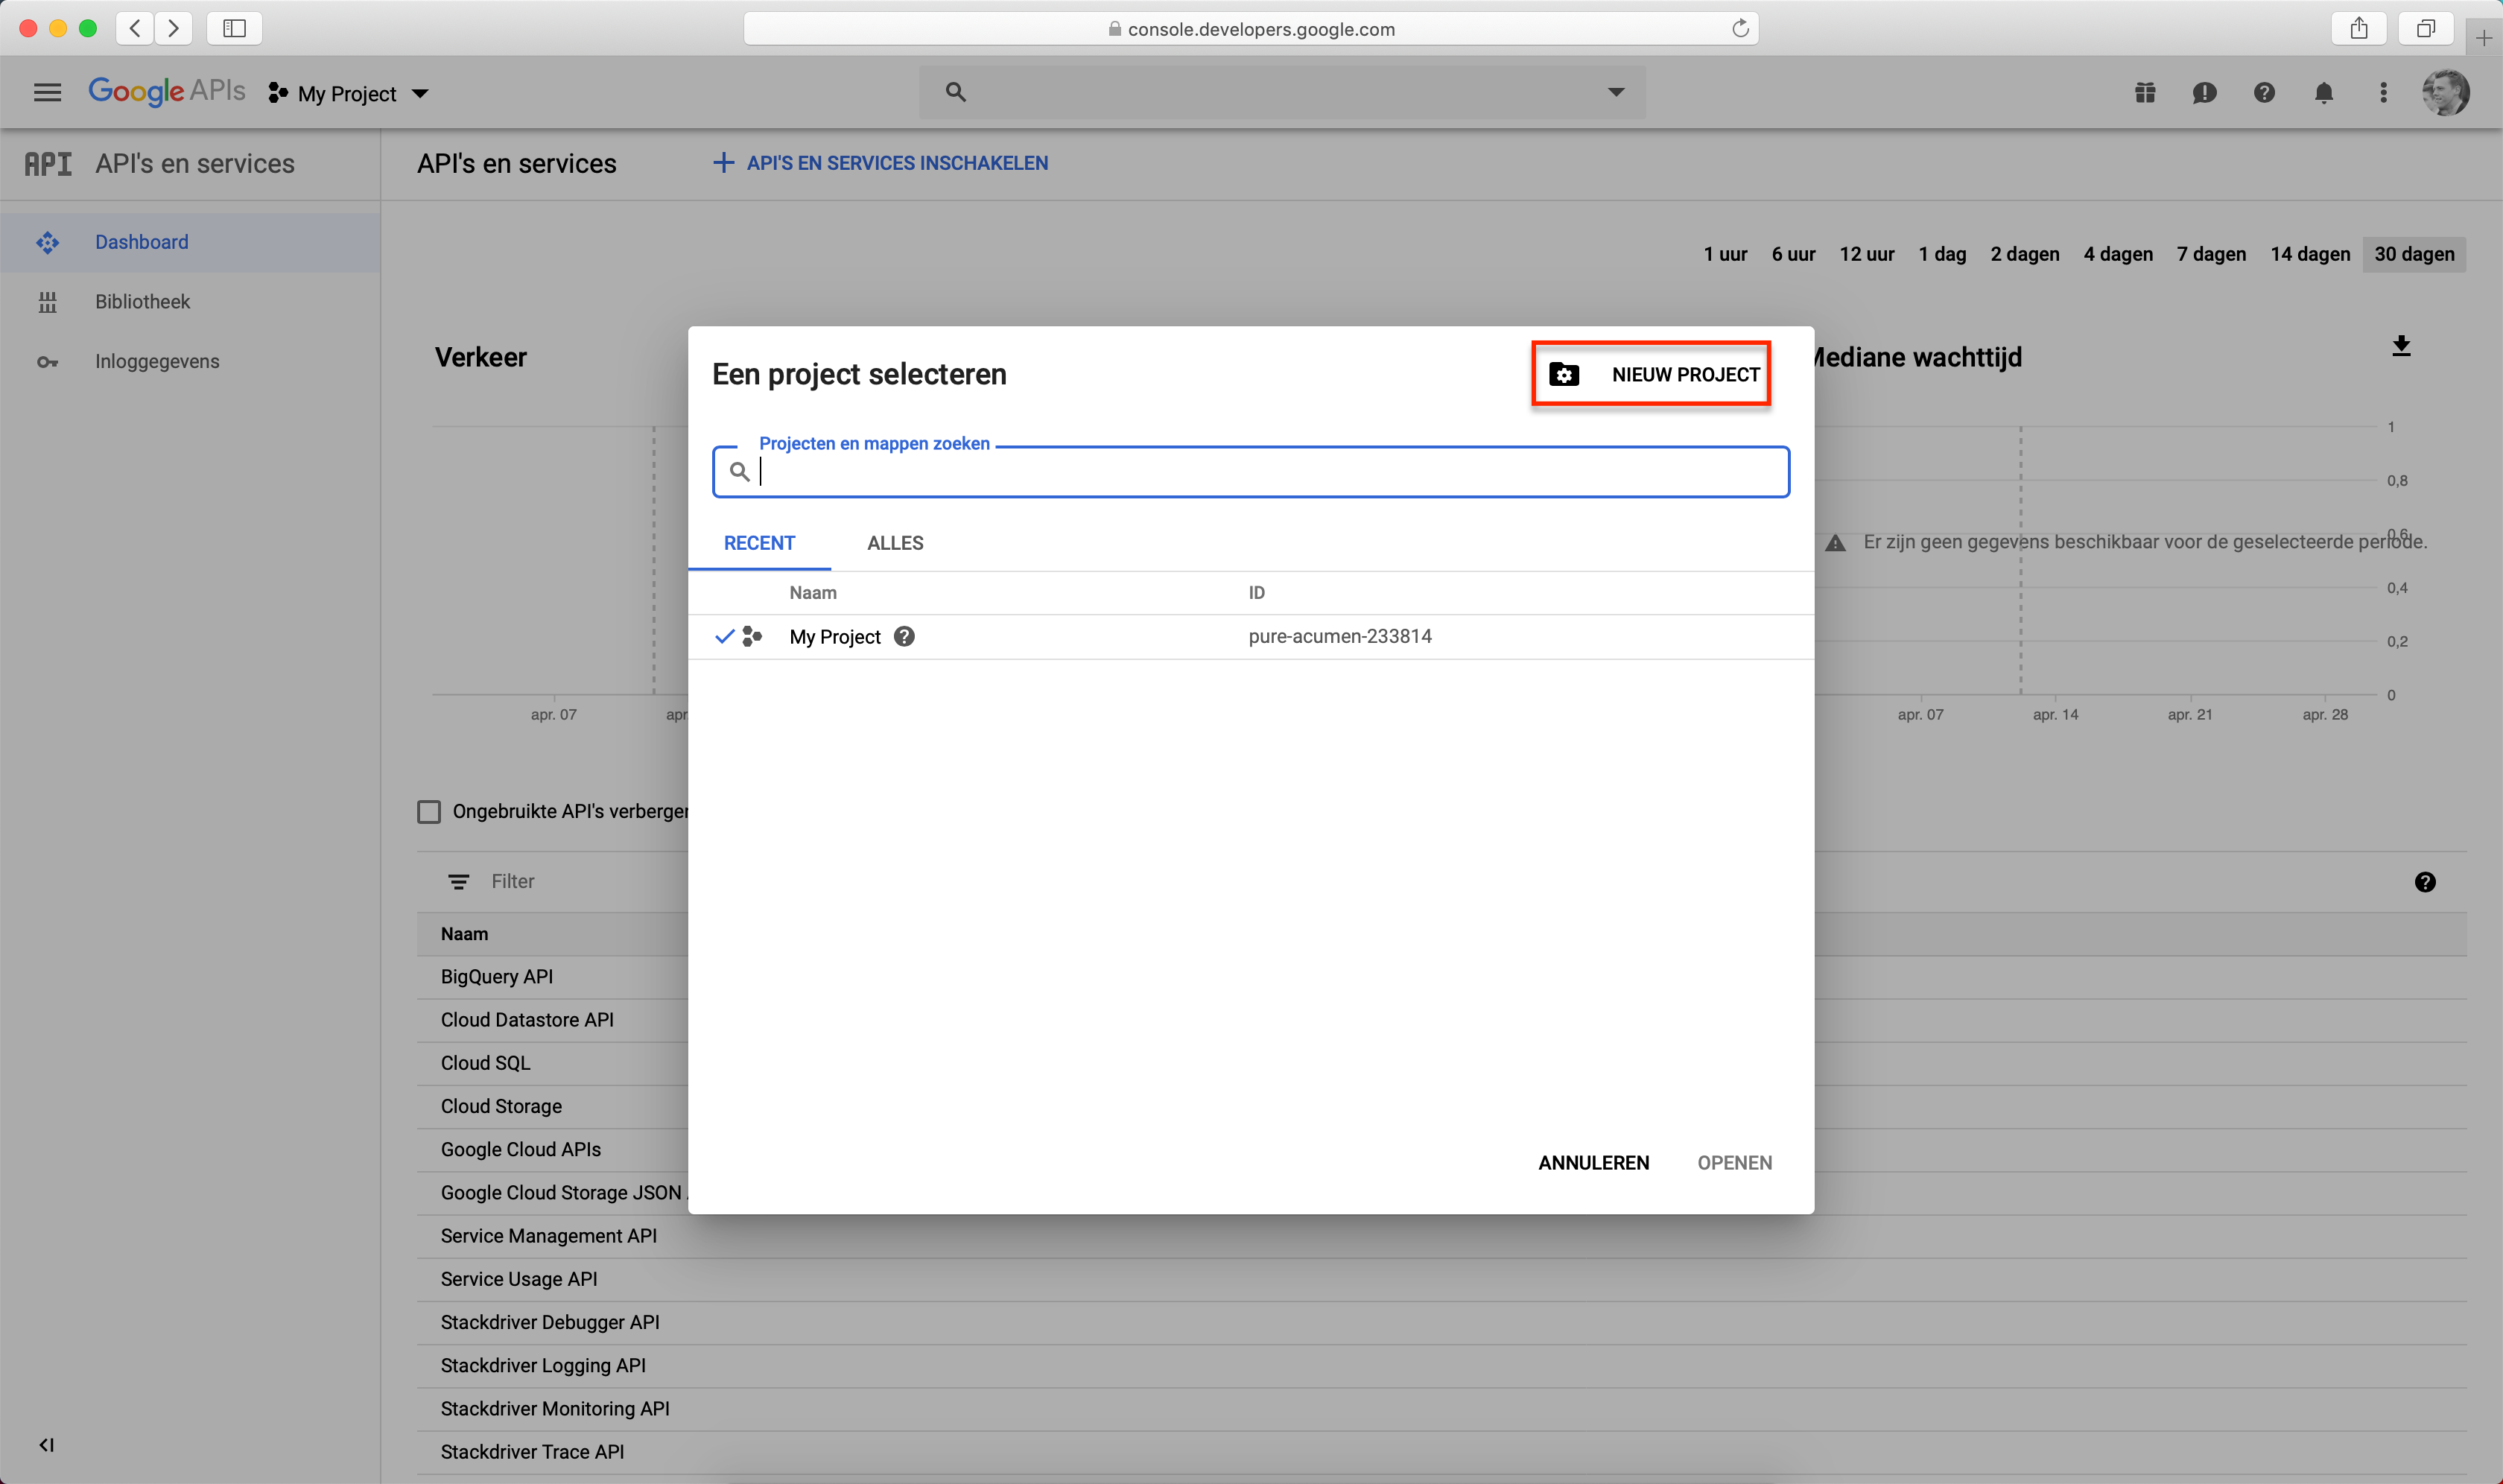 console.developers.google.com
Google APIs My Project
API API's en services
API's en services + API'S EN SERVICES INSCHAKELEN
Dashboard
Bibliotheek
Inloggegevens
1 uur 6 uur 12 uur 1 dag 2 dagen 4 dagen 7 dagen 14 dagen 30 dagen
Verkeer
Mediane wachttijd
Een project selecteren
NIEUW PROJECT
Projecten en mappen zoeken
RECENT ALLES
Naam ID
My Project pure-acumen-233814
ANNULEREN OPENEN
1
0,8
0,6
Er zijn geen gegevens beschikbaar voor de geselecteerde periode.
0,4
0,2
0
apr. 07 apr.
apr. 07 apr. 14 apr. 21 apr. 28
Ongebruikte API's verbergen
Filter
Naam
BigQuery API
Cloud Datastore API
Cloud SQL
Cloud Storage
Google Cloud APIs
Google Cloud Storage JSON
Service Management API
Service Usage API
Stackdriver Debugger API
Stackdriver Logging API
Stackdriver Monitoring API
Stackdriver Trace API